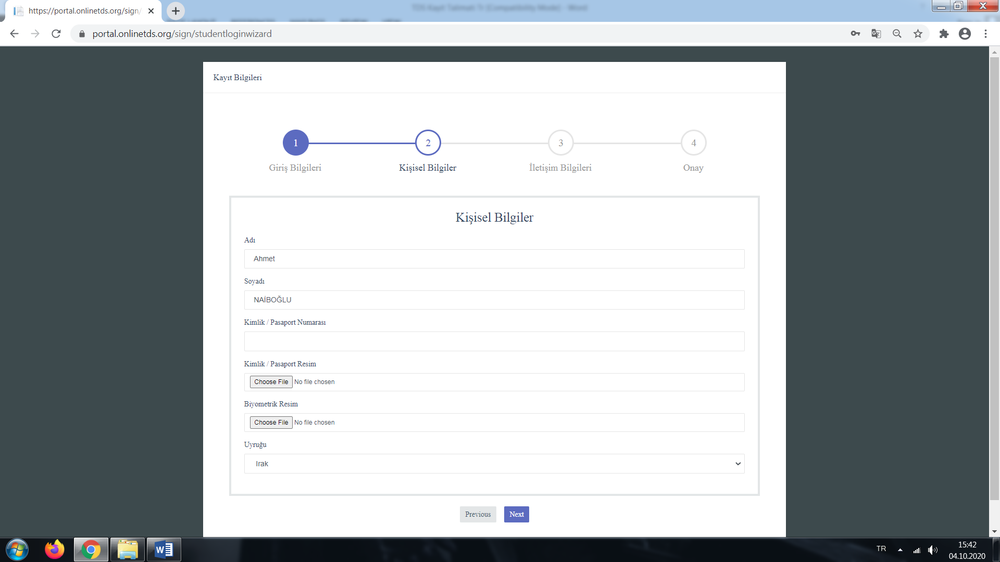 https://portal.onlinetds.org/sign/
portal.onlinetds.org/sign/studentloginwizard
Kayıt Bilgileri
1
2
3
4
Giriş Bilgileri
Kişisel Bilgiler
İletişim Bilgileri
Onay
Kişisel Bilgiler
Adı
Ahmet
Soyadı
NAİBOĞLU
Kimlik / Pasaport Numarası
Kimlik / Pasaport Resim
Choose File No file chosen
Biyometrik Resim
Choose File No file chosen
Uyruğu
Irak
Previous
Next
TR
15:42
04.10.2020